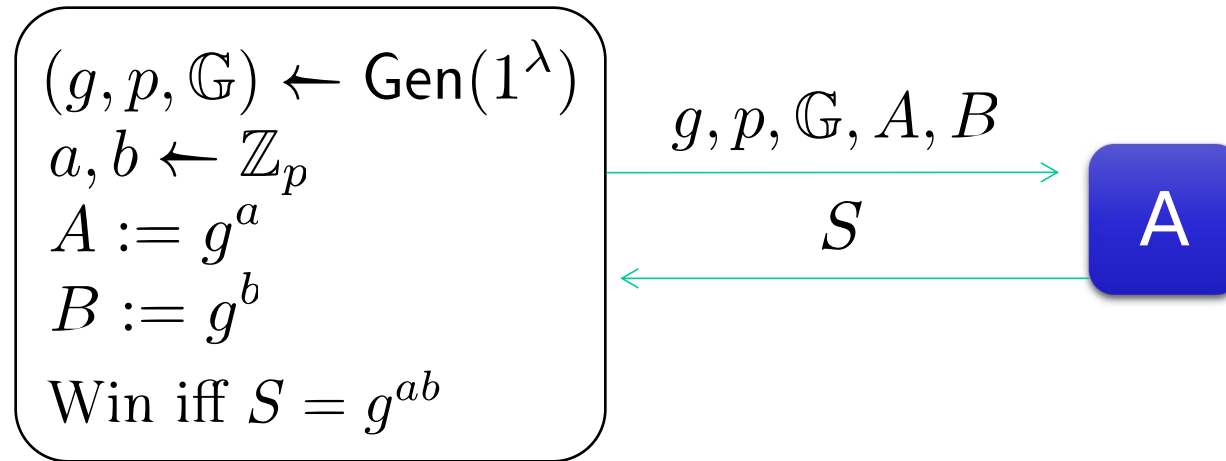 (g, p, 𝔾) ← Gen(1^λ)
a, b ← ℤ_p
A := g^a
B := g^b
Win iff S = g^{ab}
g, p, 𝔾, A, B
S
A